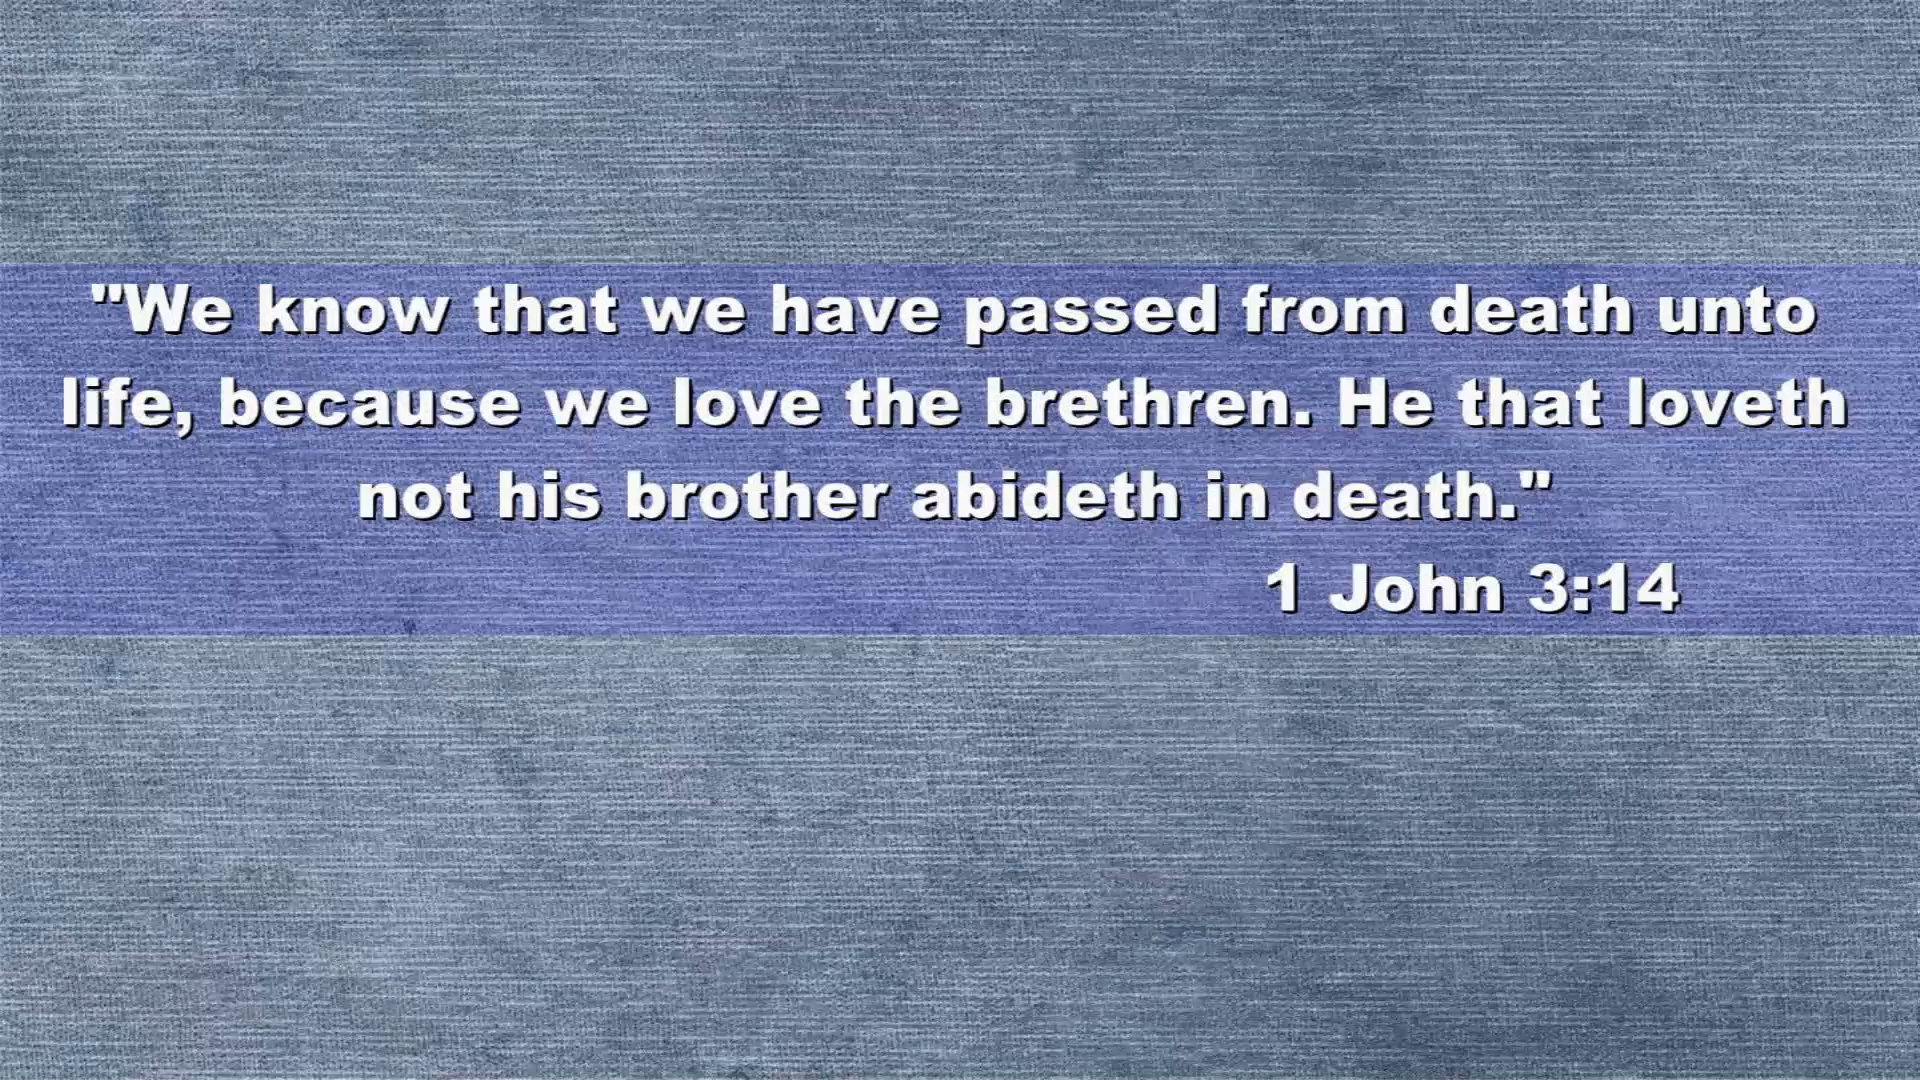 "We know that we have passed from death unto
life, because we love the brethren. He that loveth
not his brother abideth in death."
1 John 3:14